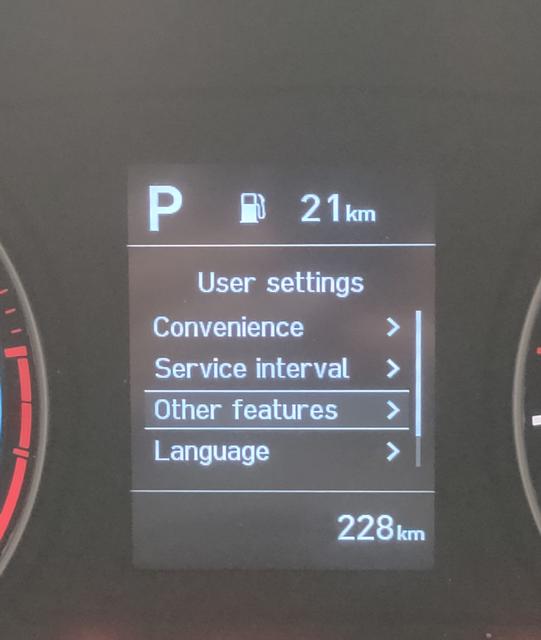 P 21km
User settings
Convenience >
Service interval >
Other features >
Language >
228km